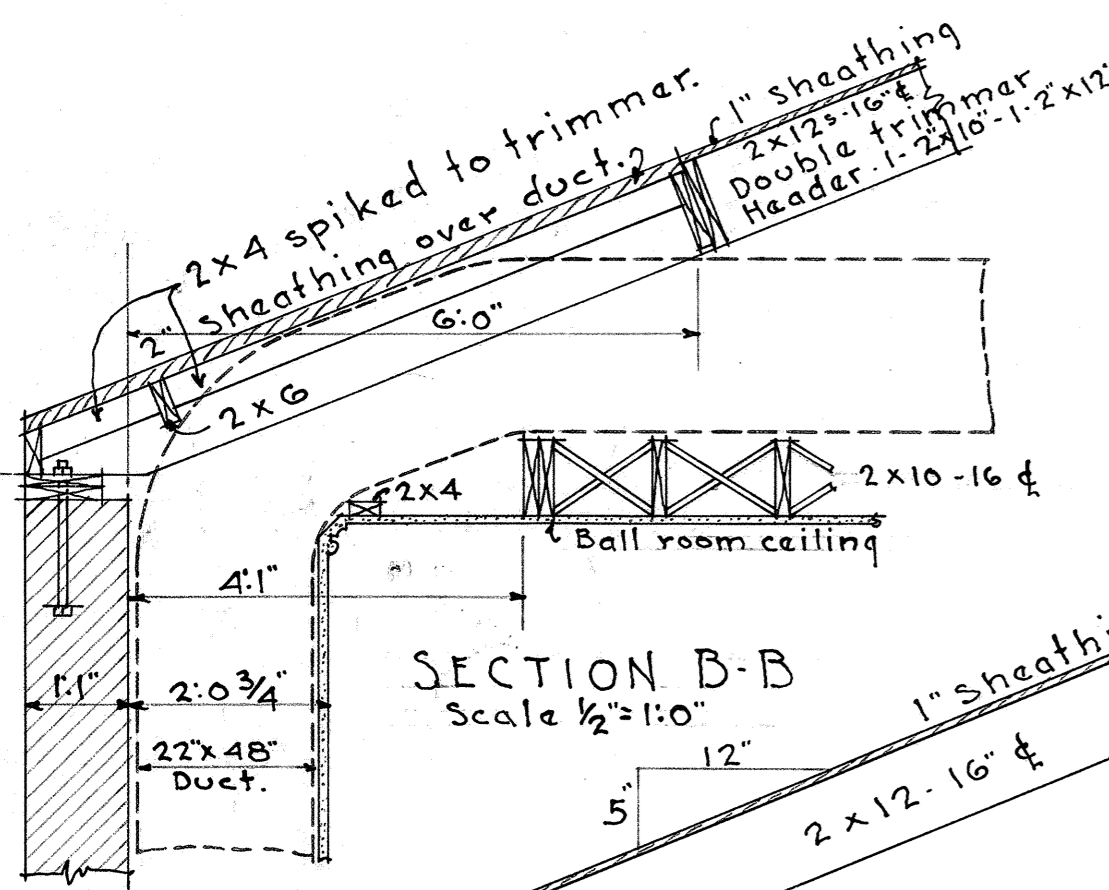 1" sheathing
2x12s-16" ℄
Double trimmer
Header. 1-2"x10"-1-2"x12"
2x4 spiked to trimmer.
2" sheathing over duct.
6:0"
2x6
2x4
2x10-16 ℄
Ball room ceiling
4:1"
SECTION B-B
Scale ½"=1:0"
1:1"
2:0 ¾"
22"x48"
Duct.
12"
5"
1" sheathi
2x12-16" ℄